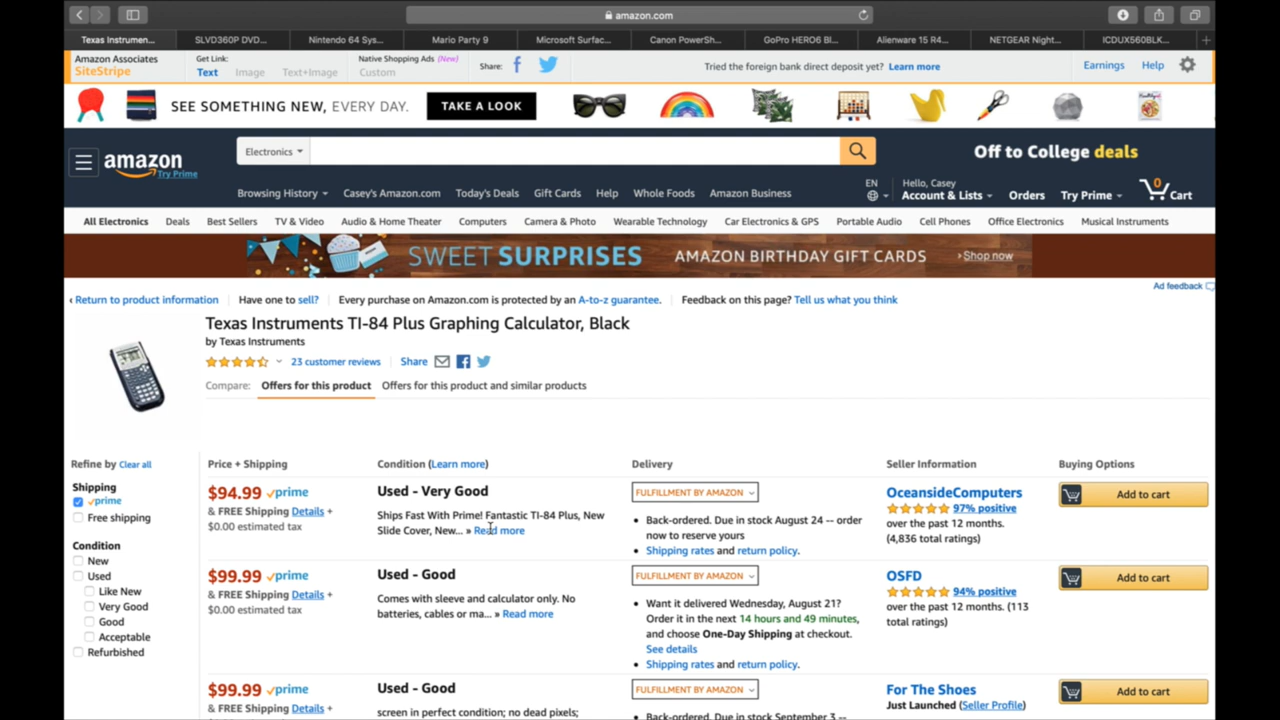 amazon.com
Texas Instrumen...
SLVD360P DVD...
Nintendo 64 Sys...
Mario Party 9
Microsoft Surfac...
Canon PowerSh...
GoPro HERO6 Bl...
Alienware 15 R4...
NETGEAR Night...
ICDUX560BLK...
Amazon Associates
SiteStripe
Get Link:
Text Image Text+Image
Native Shopping Ads (New)
Custom
Share:
Tried the foreign bank direct deposit yet? Learn more
Earnings Help
SEE SOMETHING NEW, EVERY DAY.
TAKE A LOOK
amazon
Try Prime
Electronics
Off to College deals
Browsing History Casey's Amazon.com Today's Deals Gift Cards Help Whole Foods Amazon Business
EN
Hello, Casey
Account & Lists
Orders
Try Prime
0
Cart
All Electronics Deals Best Sellers TV & Video Audio & Home Theater Computers Camera & Photo Wearable Technology Car Electronics & GPS Portable Audio Cell Phones Office Electronics Musical Instruments
SWEET SURPRISES AMAZON BIRTHDAY GIFT CARDS ›Shop now
Ad feedback
‹ Return to product information Have one to sell? Every purchase on Amazon.com is protected by an A-to-z guarantee. Feedback on this page? Tell us what you think
Texas Instruments TI-84 Plus Graphing Calculator, Black
by Texas Instruments
23 customer reviews Share
Compare: Offers for this product Offers for this product and similar products
Refine by Clear all
Shipping
prime
Free shipping
Condition
New
Used
Like New
Very Good
Good
Acceptable
Refurbished
Price + Shipping Condition (Learn more) Delivery Seller Information Buying Options
$94.99 prime
& FREE Shipping Details +
$0.00 estimated tax
Used - Very Good
Ships Fast With Prime! Fantastic TI-84 Plus, New
Slide Cover, New... » Read more
FULFILLMENT BY AMAZON
• Back-ordered. Due in stock August 24 -- order
now to reserve yours
• Shipping rates and return policy.
OceansideComputers
97% positive
over the past 12 months.
(4,836 total ratings)
Add to cart
$99.99 prime
& FREE Shipping Details +
$0.00 estimated tax
Used - Good
Comes with sleeve and calculator only. No
batteries, cables or ma... » Read more
FULFILLMENT BY AMAZON
• Want it delivered Wednesday, August 21?
Order it in the next 14 hours and 49 minutes,
and choose One-Day Shipping at checkout.
See details
• Shipping rates and return policy.
OSFD
94% positive
over the past 12 months. (113
total ratings)
Add to cart
$99.99 prime
& FREE Shipping Details +
Used - Good
screen in perfect condition; no dead pixels;
FULFILLMENT BY AMAZON
• Back-ordered. Due in stock September 3 --
For The Shoes
Just Launched (Seller Profile)
Add to cart